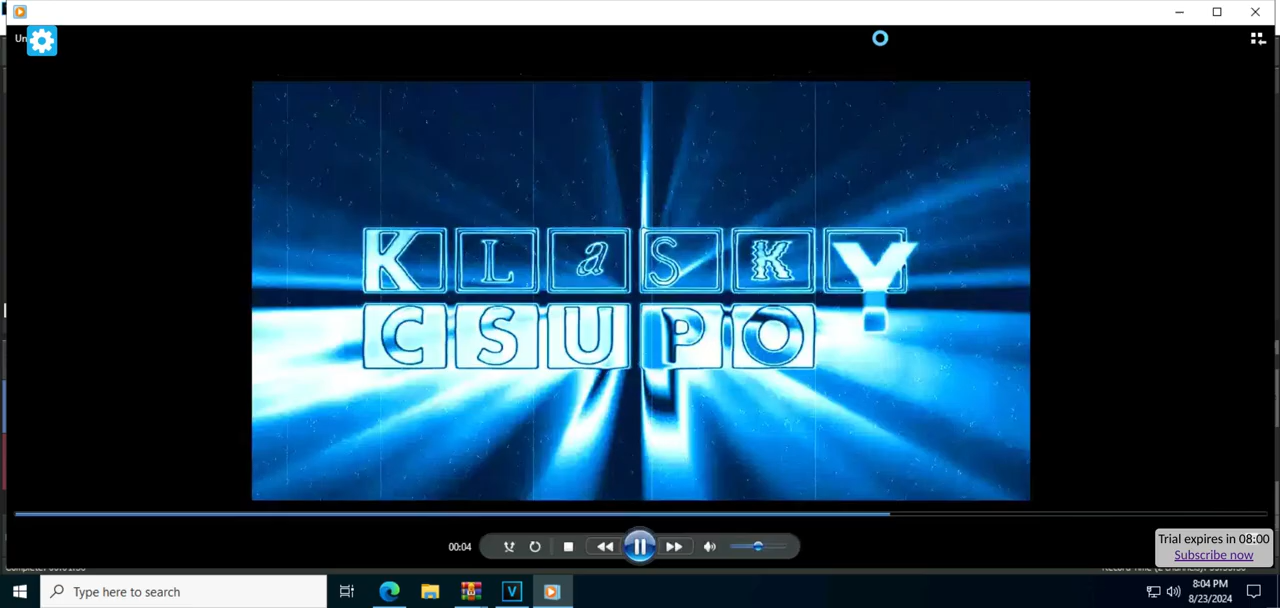 Un
KLaSKY
CSUPO
00:04
Trial expires in 08:00
Subscribe now
Type here to search
V
8:04 PM
8/23/2024